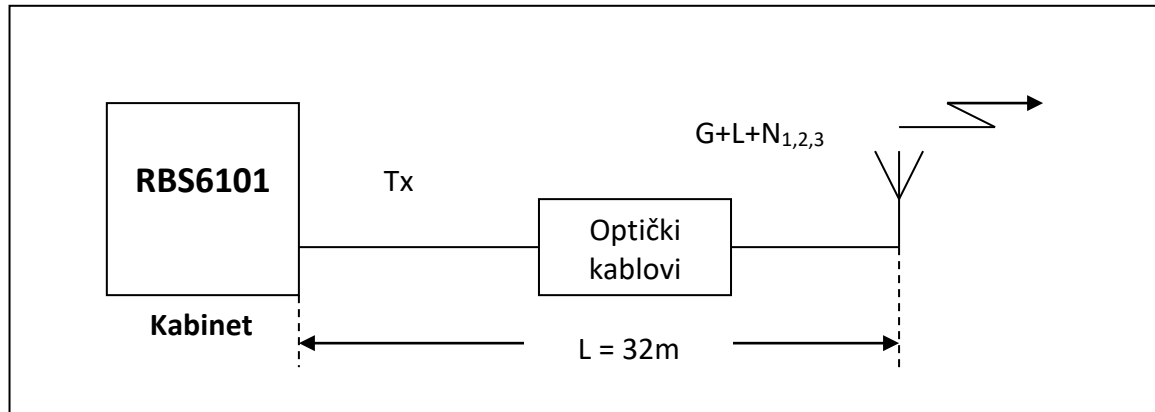 RBS6101
Tx
G+L+N1,2,3
Optički
kablovi
Kabinet
L = 32m